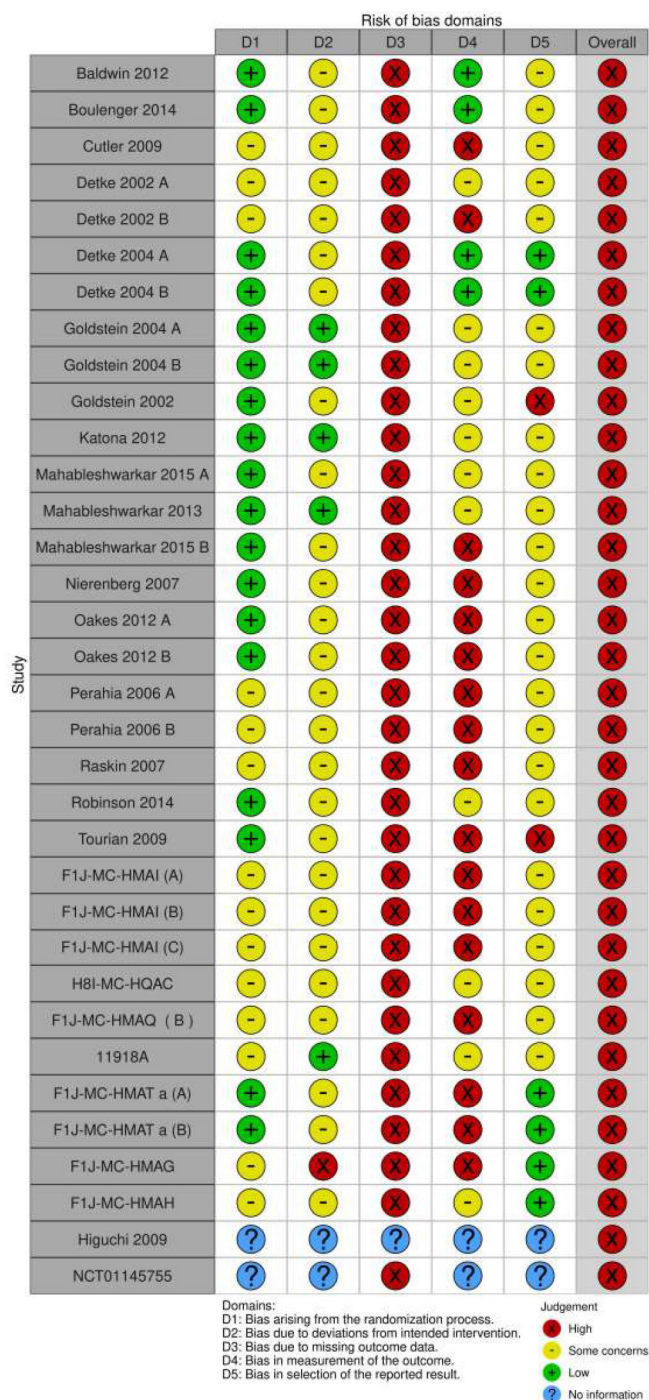 Risk of bias domains
D1 D2 D3 D4 D5 Overall
Study
Baldwin 2012 + - X + - X
Boulenger 2014 + - X + - X
Cutler 2009 - - X X - X
Detke 2002 A - - X - - X
Detke 2002 B - - X X - X
Detke 2004 A + - X + + X
Detke 2004 B + - X + + X
Goldstein 2004 A + + X - - X
Goldstein 2004 B + + X - - X
Goldstein 2002 + - X - X X
Katona 2012 + + X - - X
Mahableshwarkar 2015 A + - X - - X
Mahableshwarkar 2013 + + X - - X
Mahableshwarkar 2015 B + - X X - X
Nierenberg 2007 + - X X - X
Oakes 2012 A + - X X - X
Oakes 2012 B + - X X - X
Perahia 2006 A - - X X - X
Perahia 2006 B - - X X - X
Raskin 2007 - - X X - X
Robinson 2014 + - X - - X
Tourian 2009 + - X X X X
F1J-MC-HMAI (A) - - X X - X
F1J-MC-HMAI (B) - - X X - X
F1J-MC-HMAI (C) - - X X - X
H8I-MC-HQAC - - X - - X
F1J-MC-HMAQ ( B ) - - X X - X
11918A - + X - - X
F1J-MC-HMAT a (A) + - X X + X
F1J-MC-HMAT a (B) + - X X + X
F1J-MC-HMAG - X X X + X
F1J-MC-HMAH - - X - + X
Higuchi 2009 ? ? ? ? ? X
NCT01145755 ? ? X ? ? X
Domains:
D1: Bias arising from the randomization process.
D2: Bias due to deviations from intended intervention.
D3: Bias due to missing outcome data.
D4: Bias in measurement of the outcome.
D5: Bias in selection of the reported result.
Judgement
X High
- Some concerns
+ Low
? No information